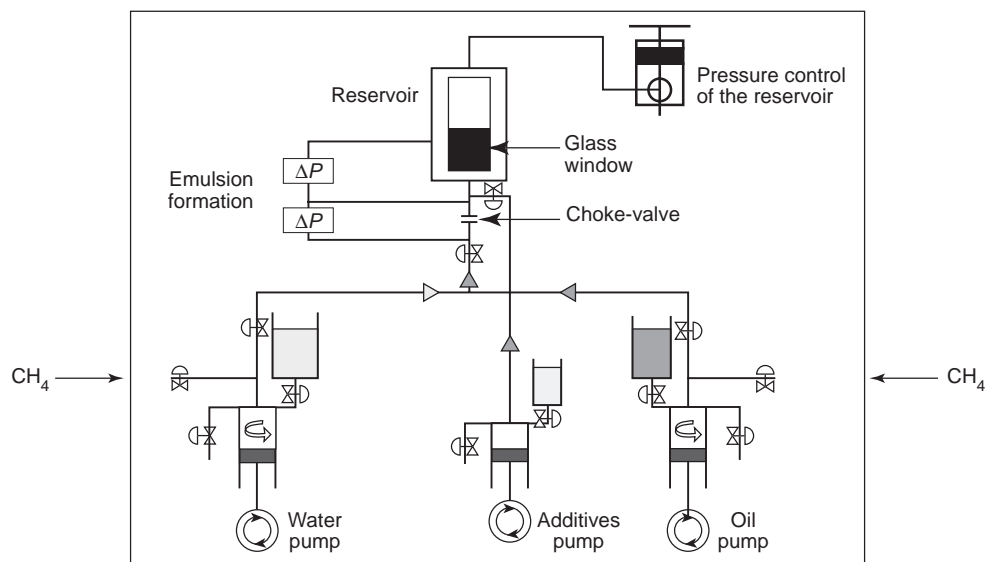 Pressure control
of the reservoir
Reservoir
Glass
window
ΔP
Emulsion
formation
ΔP
Choke-valve
CH₄
CH₄
Water
pump
Additives
pump
Oil
pump